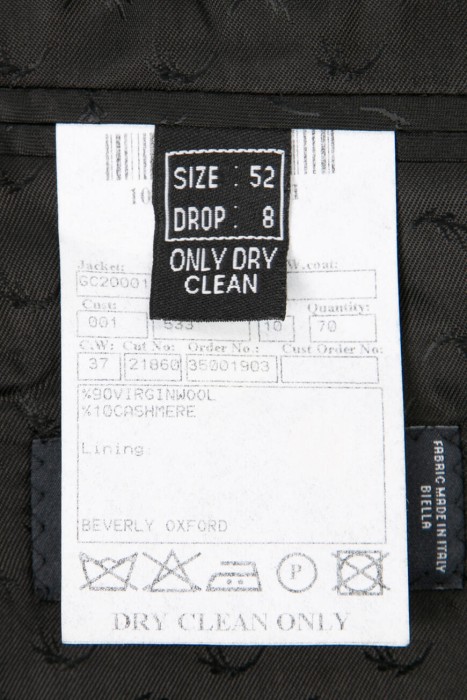 10
SIZE : 52
DROP : 8
ONLY DRY
CLEAN
Jacket:
W.coat:
GC20001
Cust:
Quantity:
001 533 10 70
C.W: Cut No: Order No.: Cust Order No:
37 21860 35001903
%90VIRGINWOOL
%10CASHMERE
Lining
BEVERLY OXFORD
P
DRY CLEAN ONLY
FABRIC MADE IN ITALY
BIELLA